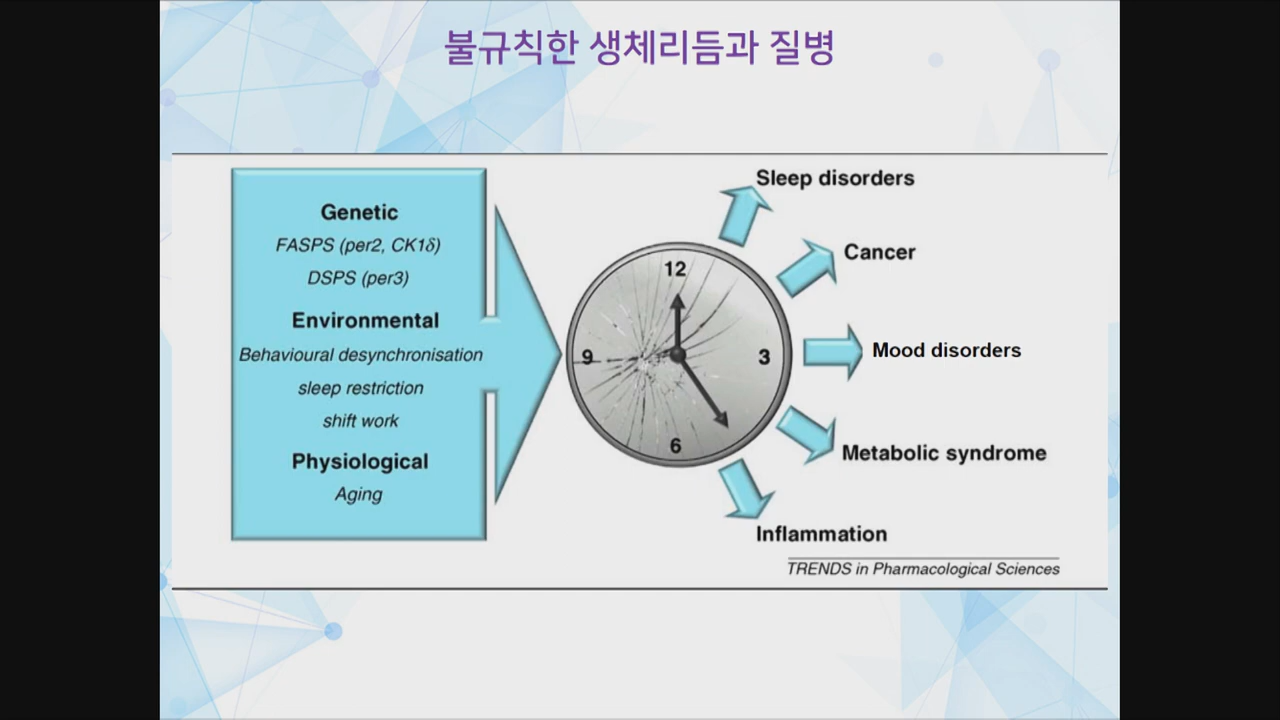 불규칙한 생체리듬과 질병
Genetic
FASPS (per2, CK1δ)
DSPS (per3)
Environmental
Behavioural desynchronisation
sleep restriction
shift work
Physiological
Aging
12
3
6
9
Sleep disorders
Cancer
Mood disorders
Metabolic syndrome
Inflammation
TRENDS in Pharmacological Sciences